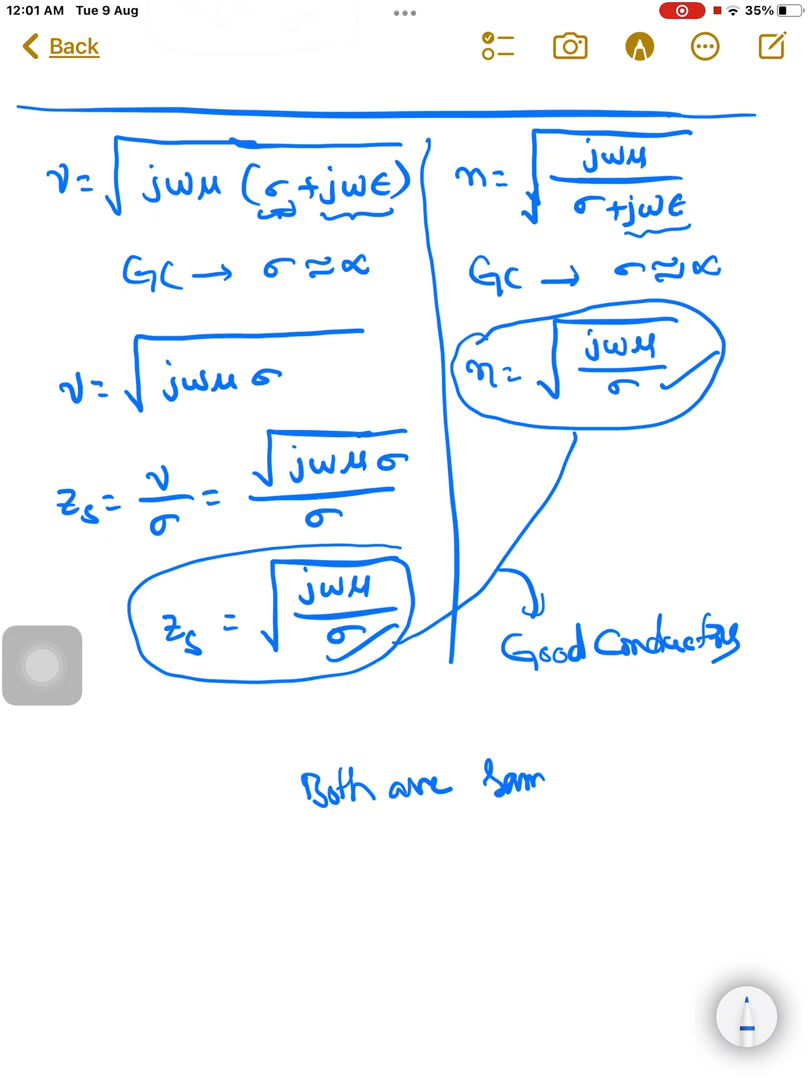 12:01 AM Tue 9 Aug
35%
Back
γ = √(jωμ (σ + jωϵ))
GC → σ ≅ ∝
γ = √(jωμσ)
Zs = γ/σ = √(jωμσ)/σ
Zs = √(jωμ/σ)
η = √(jωμ/(σ + jωϵ))
GC → σ ≅ ∝
η = √(jωμ/σ)
Good Conductors
Both are Sam